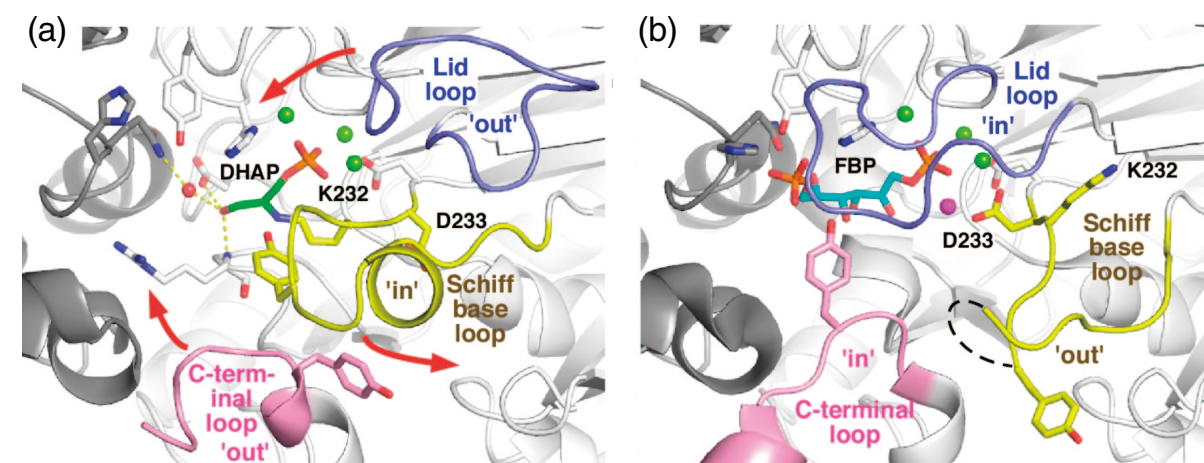 (a)
Lid
loop
'out'
DHAP
K232
D233
'in'
Schiff
base
loop
C-term-
inal
loop
'out'
(b)
Lid
loop
'in'
FBP
K232
D233
Schiff
base
loop
'in'
'out'
C-terminal
loop